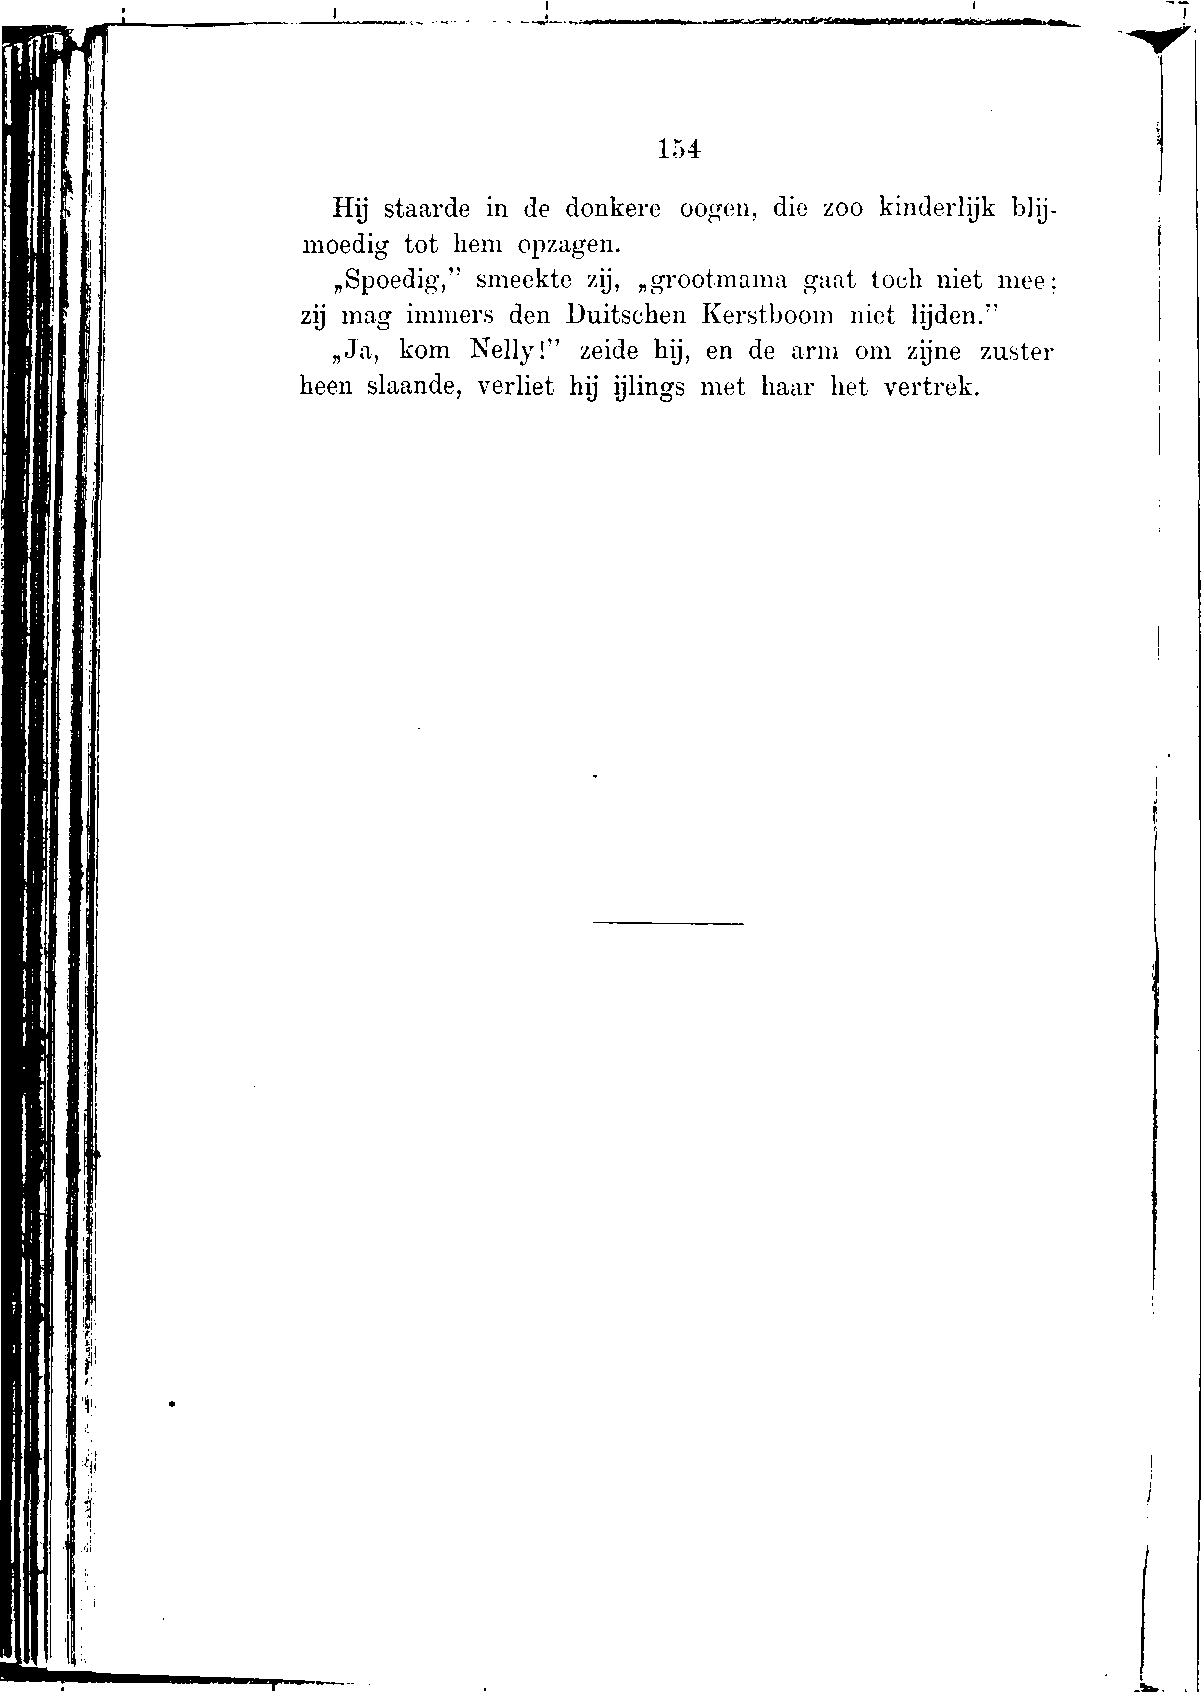 154
Hij staarde in de donkere oogen, die zoo kinderlijk blij-
moedig tot hem opzagen.
„Spoedig,” smeekte zij, „grootmama gaat toch niet mee;
zij mag immers den Duitschen Kerstboom niet lijden.”
„Ja, kom Nelly!” zeide hij, en de arm om zijne zuster
heen slaande, verliet hij ijlings met haar het vertrek.